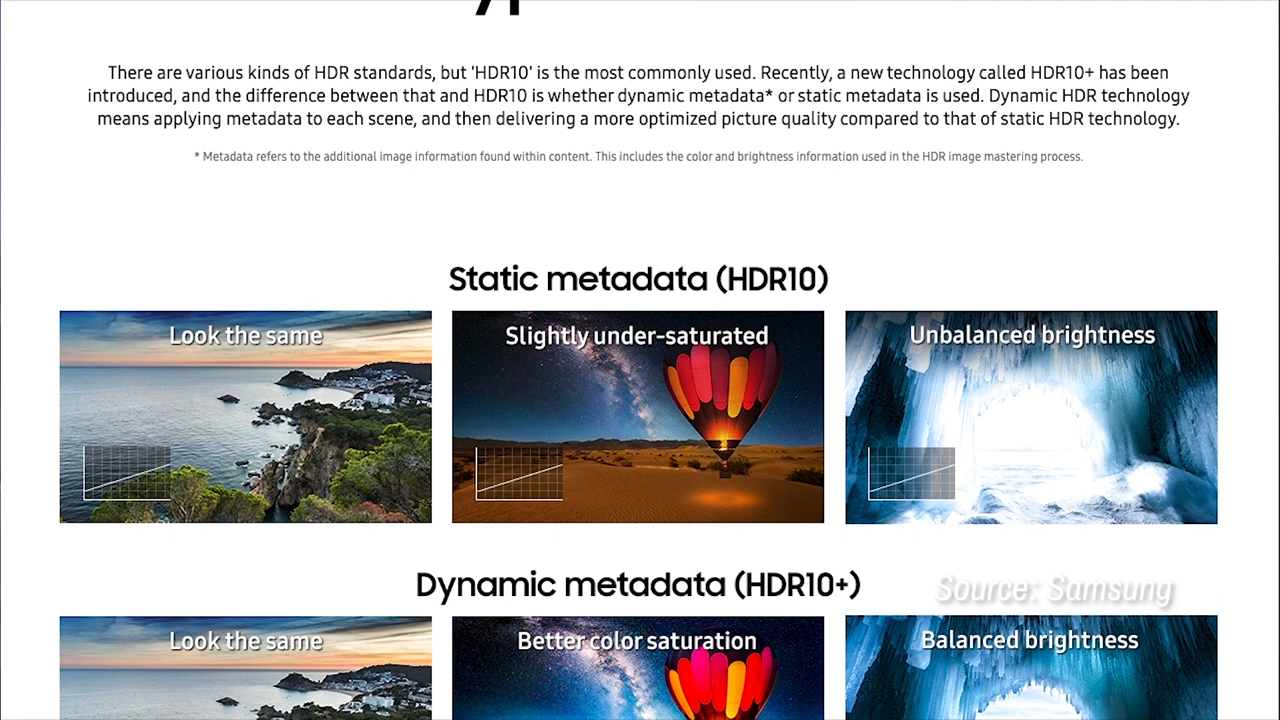 There are various kinds of HDR standards, but 'HDR10' is the most commonly used. Recently, a new technology called HDR10+ has been
introduced, and the difference between that and HDR10 is whether dynamic metadata* or static metadata is used. Dynamic HDR technology
means applying metadata to each scene, and then delivering a more optimized picture quality compared to that of static HDR technology.
* Metadata refers to the additional image information found within content. This includes the color and brightness information used in the HDR image mastering process.
Static metadata (HDR10)
Look the same
Slightly under-saturated
Unbalanced brightness
Dynamic metadata (HDR10+)
Source: Samsung
Look the same
Better color saturation
Balanced brightness